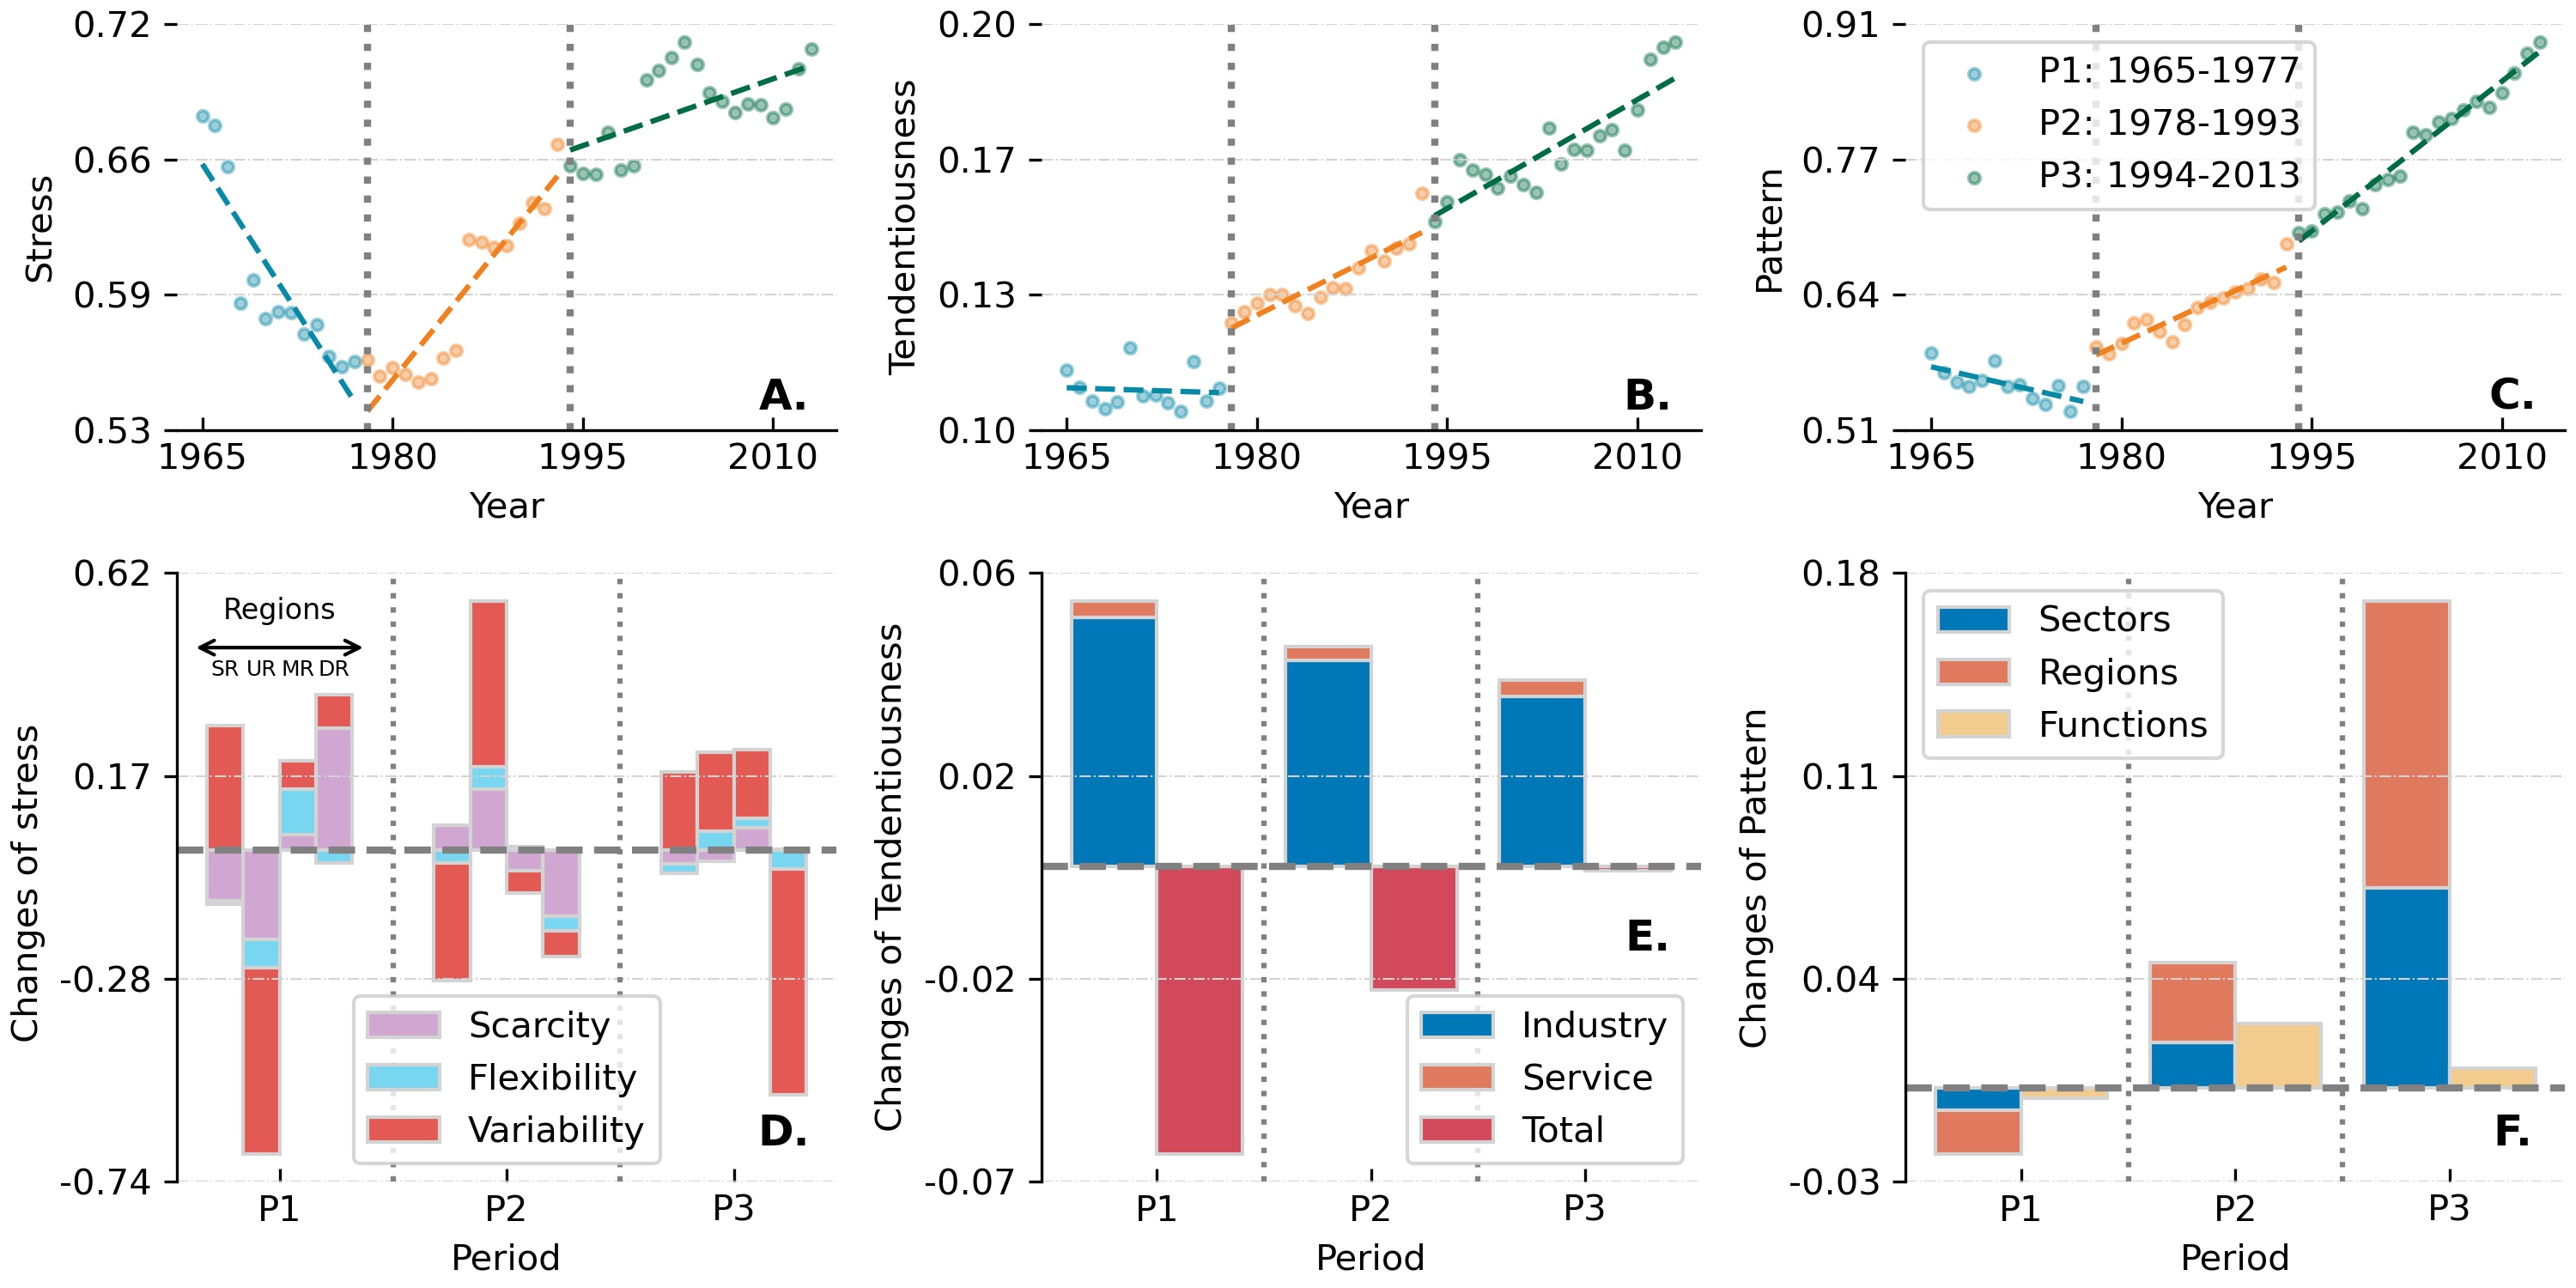 0.72
0.66
0.59
0.53
Stress
1965
1980
1995
2010
Year
A.
0.20
0.17
0.13
0.10
Tendentiousness
1965
1980
1995
2010
Year
B.
0.91
0.77
0.64
0.51
Pattern
P1: 1965-1977
P2: 1978-1993
P3: 1994-2013
1965
1980
1995
2010
Year
C.
0.62
0.17
-0.28
-0.74
Changes of stress
Regions
SR UR MR DR
Scarcity
Flexibility
Variability
D.
P1
P2
P3
Period
0.06
0.02
-0.02
-0.07
Changes of Tendentiousness
E.
Industry
Service
Total
P1
P2
P3
Period
0.18
0.11
0.04
-0.03
Changes of Pattern
Sectors
Regions
Functions
F.
P1
P2
P3
Period